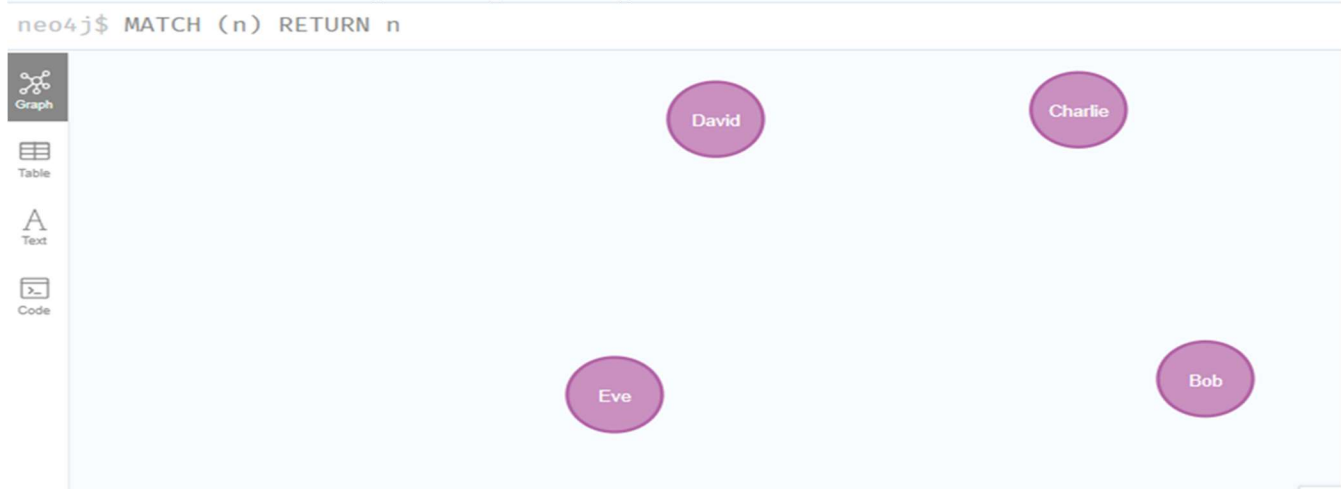 neo4j$ MATCH (n) RETURN n
Graph
Table
Text
Code
David
Charlie
Eve
Bob